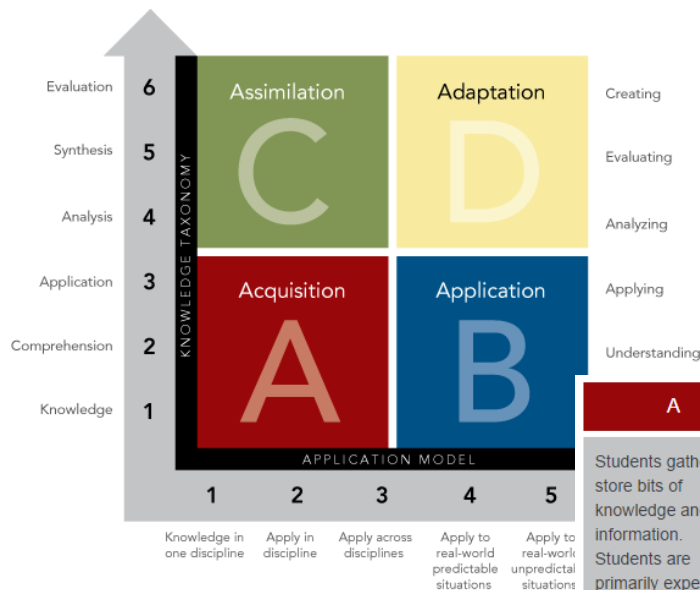 Evaluation 6 Assimilation Adaptation Creating
C D
Synthesis 5 Evaluating
Analysis 4 Analyzing
KNOWLEDGE TAXONOMY
Application 3 Acquisition Application Applying
A B
Comprehension 2 Understanding
Knowledge 1
APPLICATION MODEL
1 2 3 4 5
Knowledge in
one discipline
Apply in
discipline
Apply across
disciplines
Apply to
real-world
predictable
situations
Apply to
real-world
situations
A
Students
store bits of
knowledge
information.
Students are
primarily